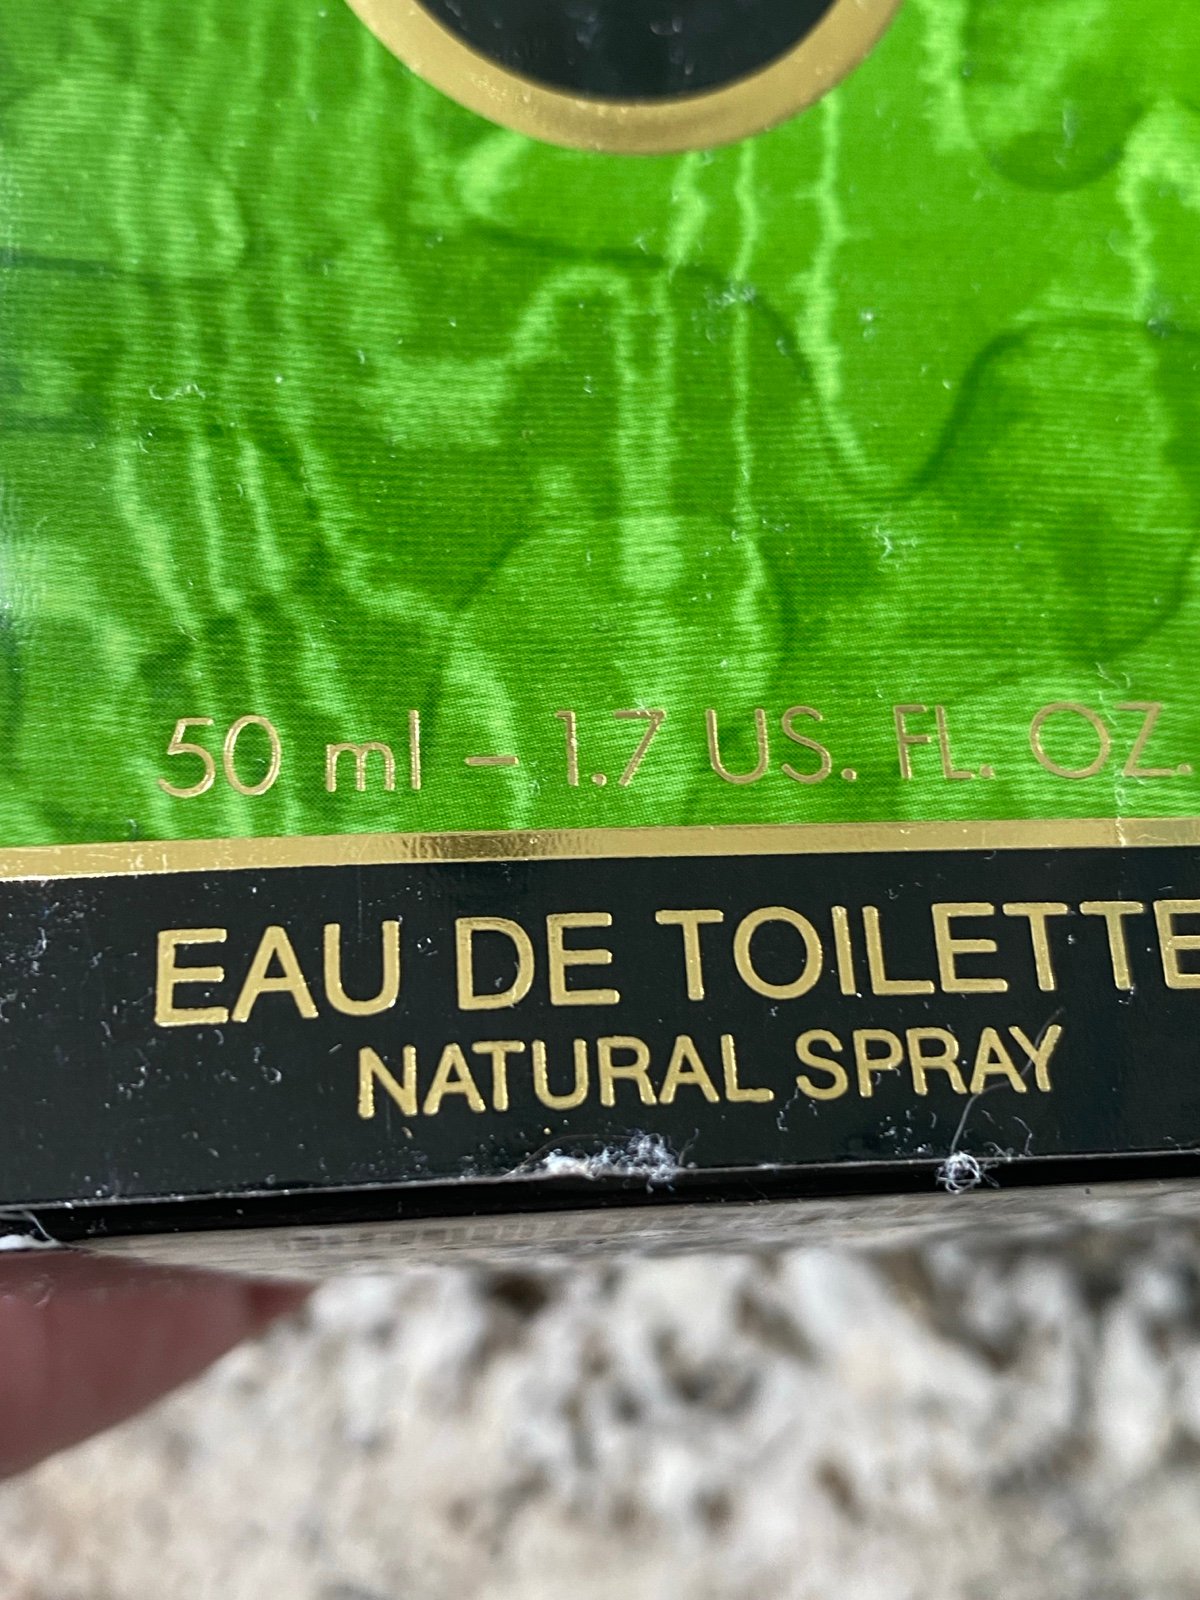 50 ml – 1.7 US. FL. OZ.
EAU DE TOILETTE
NATURAL SPRAY